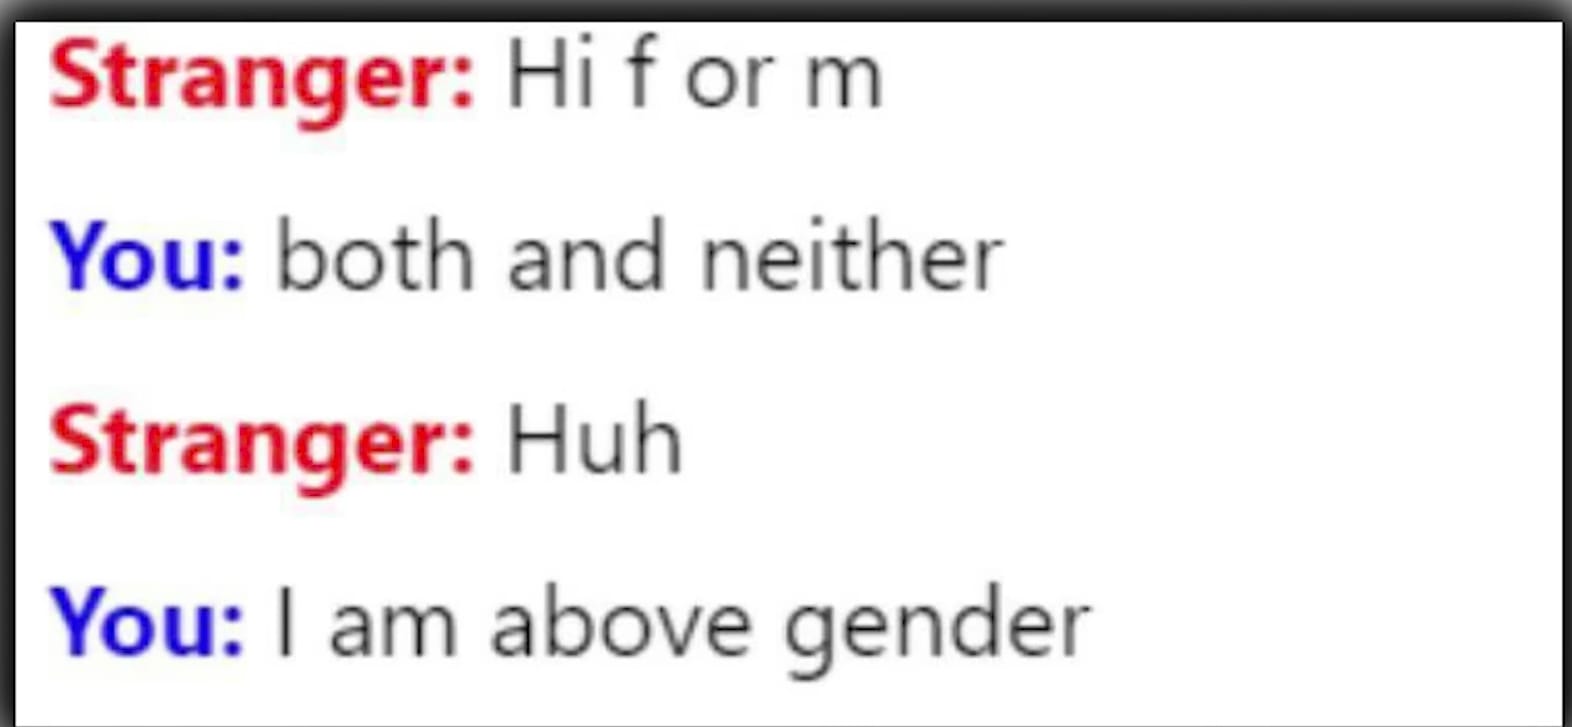 Stranger: Hi f or m
You: both and neither
Stranger: Huh
You: I am above gender